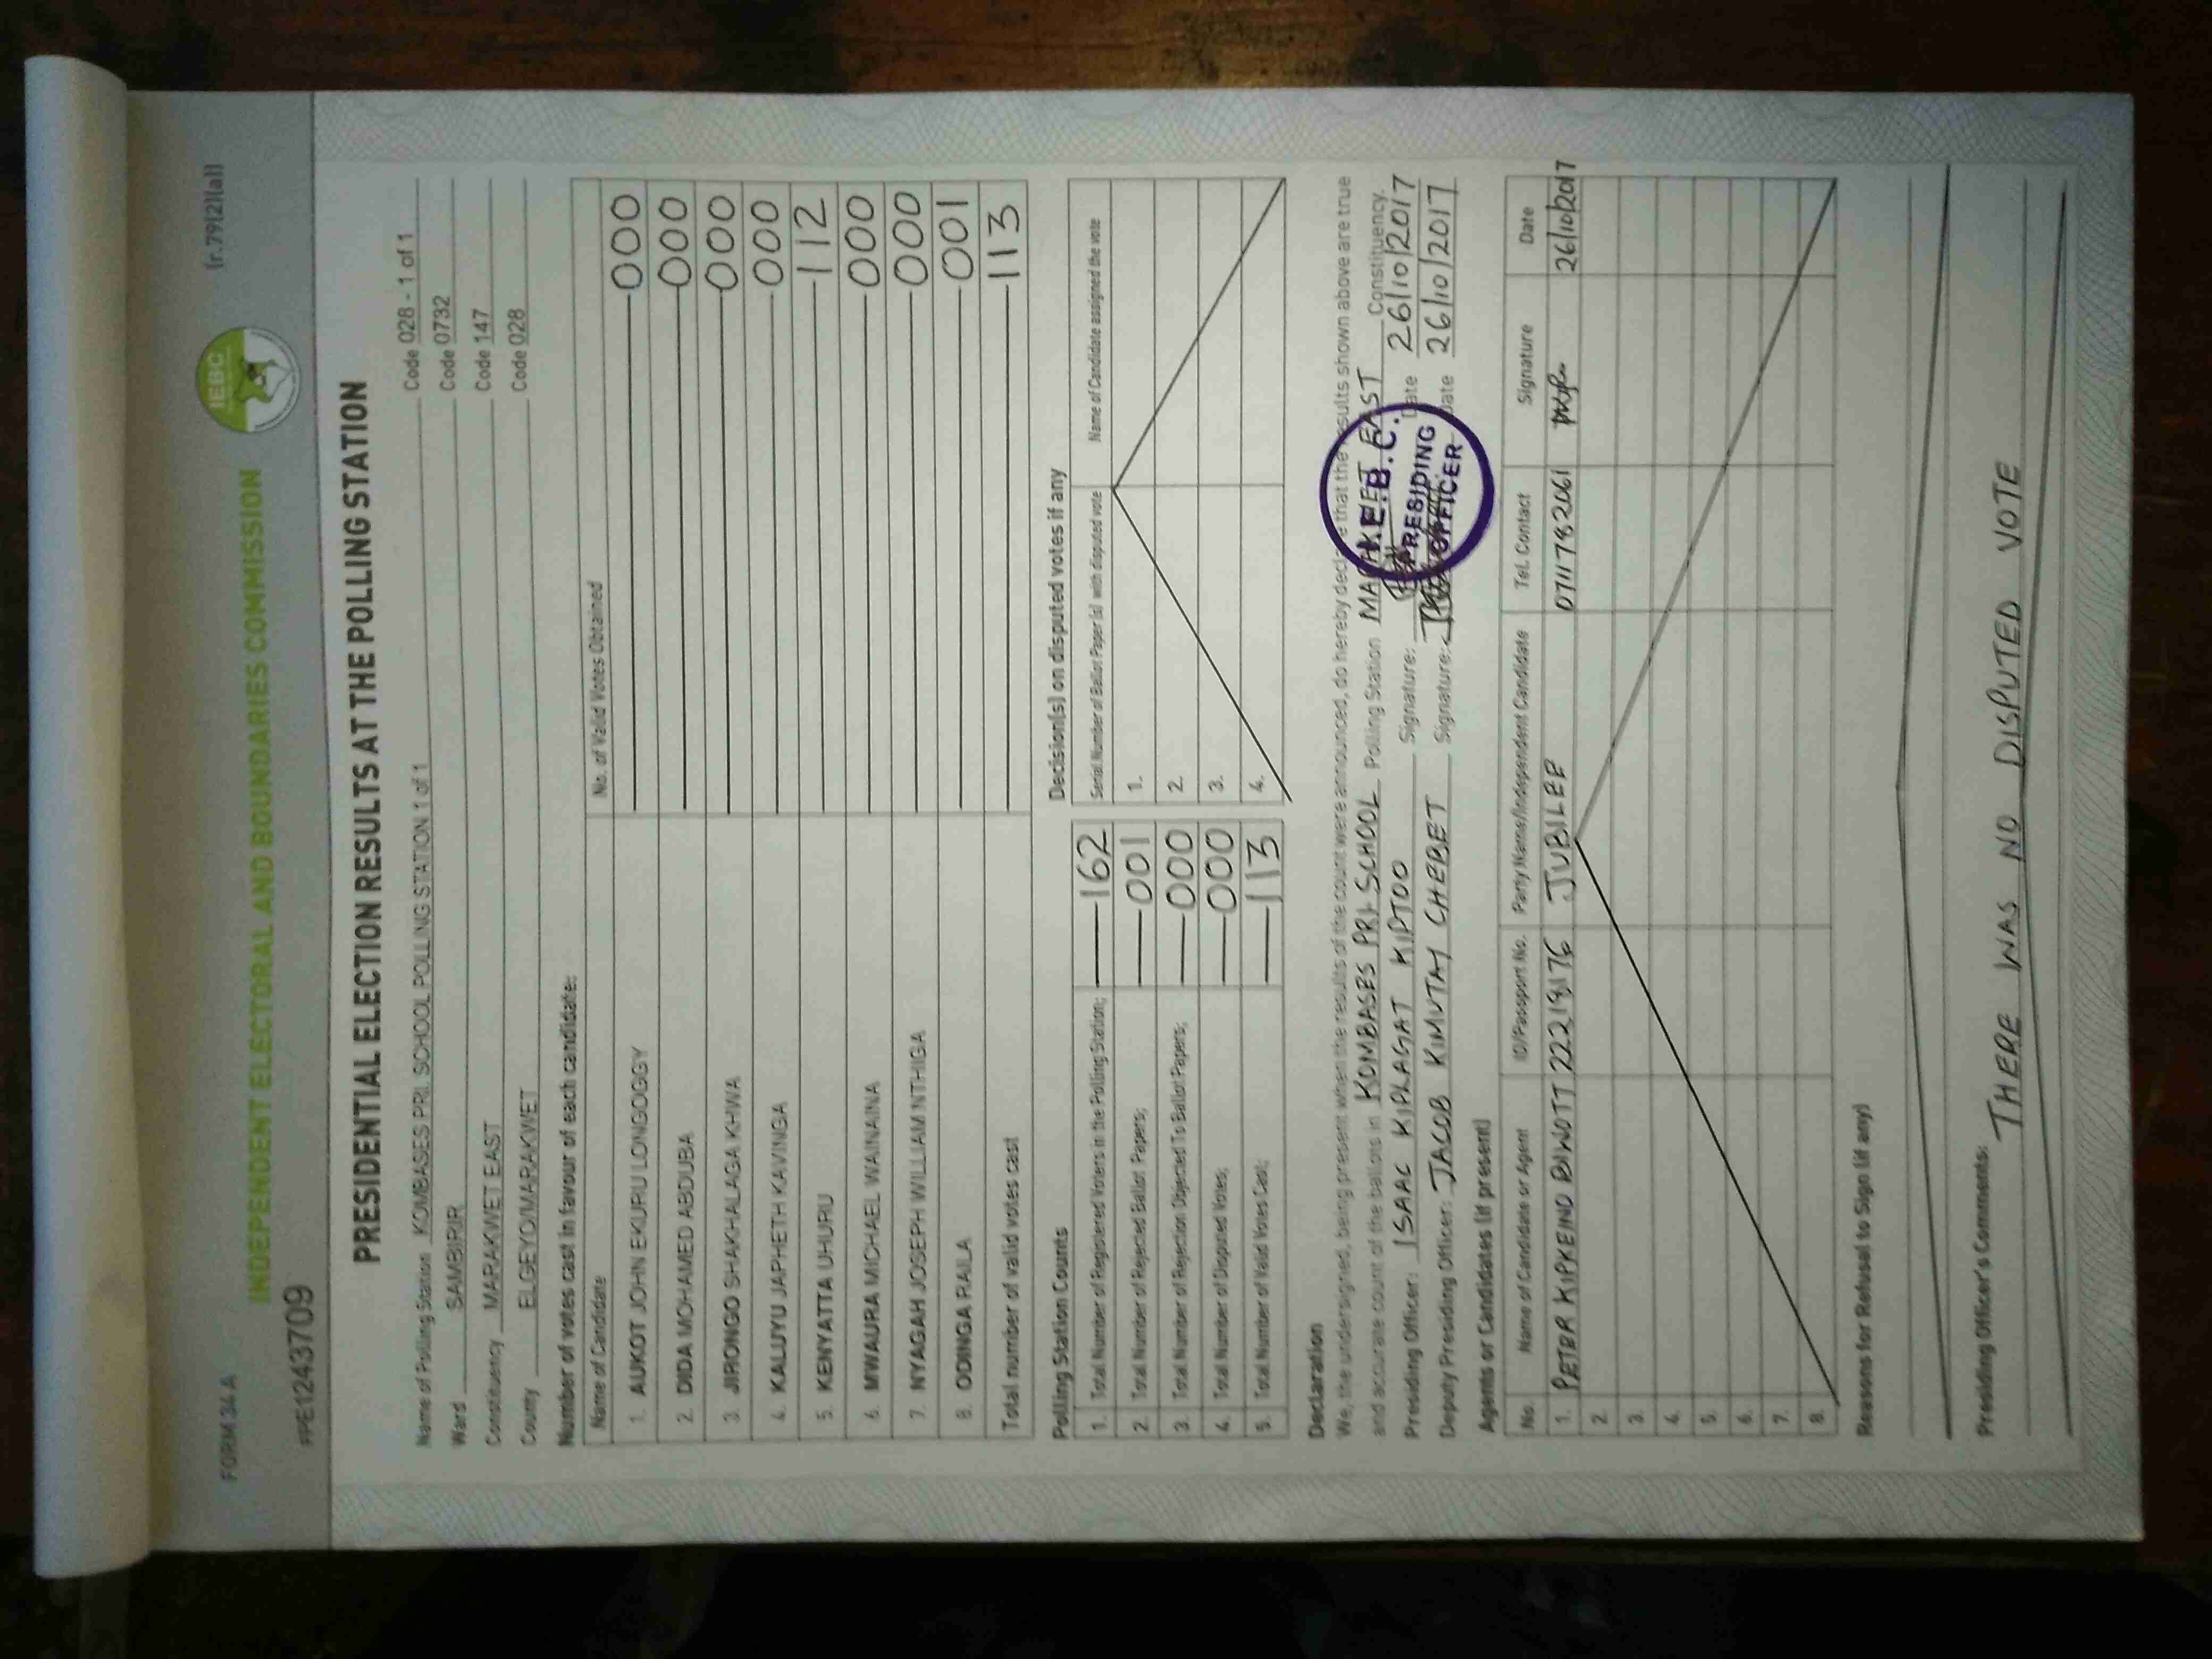 FORM 34 A
(r.79(2)(a))
IEBC
INDEPENDENT ELECTORAL AND BOUNDARIES COMMISSION
PRESIDENTIAL ELECTION RESULTS AT THE POLLING STATION
Name of Polling Station KOMBASES PRI. SCHOOL POLLING STATION 1 of 1 Code 028 - 1 of 1
Ward SAMBIRIR Code 0732
Constituency MARAKWET EAST Code 147
County ELGEYO/MARAKWET Code 028
Number of votes cast in favour of each candidate:
Name of Candidate No. of Valid Votes Obtained
1. AUKOT JOHN EKURU LONGOGGY 000
2. DIDA MOHAMED ABDUBA 000
3. JIRONGO SHAKHALAGA KHWA 000
4. KALUYU JAPHETH KAVINGA 000
5. KENYATTA UHURU 112
6. MWAURA MICHAEL WAINAINA 000
7. NYAGAH JOSEPH WILLIAM NTHIGA 000
8. ODINGA RAILA 001
Total number of valid votes cast 113
Polling Station Counts
1. Total Number of Registered Voters in the Polling Station; 162
2. Total Number of Rejected Ballot Papers; 001
3. Total Number of Rejection Objected To Ballot Papers; 000
4. Total Number of Disputed Votes; 000
5. Total Number of Valid Votes Cast; 113
Decision(s) on disputed votes if any
Serial Number of Ballot Paper (s) with disputed vote Name of Candidate assigned the vote
1.
2.
3.
4.
Declaration
We, the undersigned, being present when the results of the count were announced, do hereby declare that the results shown above are true
and accurate count of the ballots in KOMBASES PRI SCHOOL Polling Station MARAKWET EAST Constituency.
Presiding Officer: ISAAC KIPLAGAT KIPTOO Signature: Date 26/10/2017
Deputy Presiding Officer: JACOB KIMUTAY CHEBET Signature: Date 26/10/2017
I.E.B.C.
PRESIDING
OFFICER
Agents or Candidates (if present)
No. Name of Candidate or Agent ID/Passport No. Party Name/Independent Candidate Tel. Contact Signature Date
1. PETER KIPKEINO BIWOTT 22219176 JUBILEE 0711782061 26/10/2017
2.
3.
4.
5.
6.
7.
8.
Reasons for Refusal to Sign (if any)
Presiding Officer's Comments:
THERE WAS NO DISPUTED VOTE